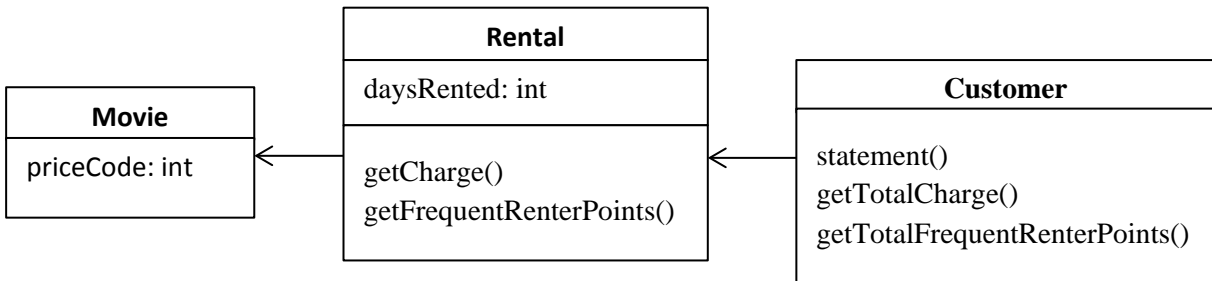 Movie
priceCode: int
Rental
daysRented: int
getCharge()
getFrequentRenterPoints()
Customer
statement()
getTotalCharge()
getTotalFrequentRenterPoints()